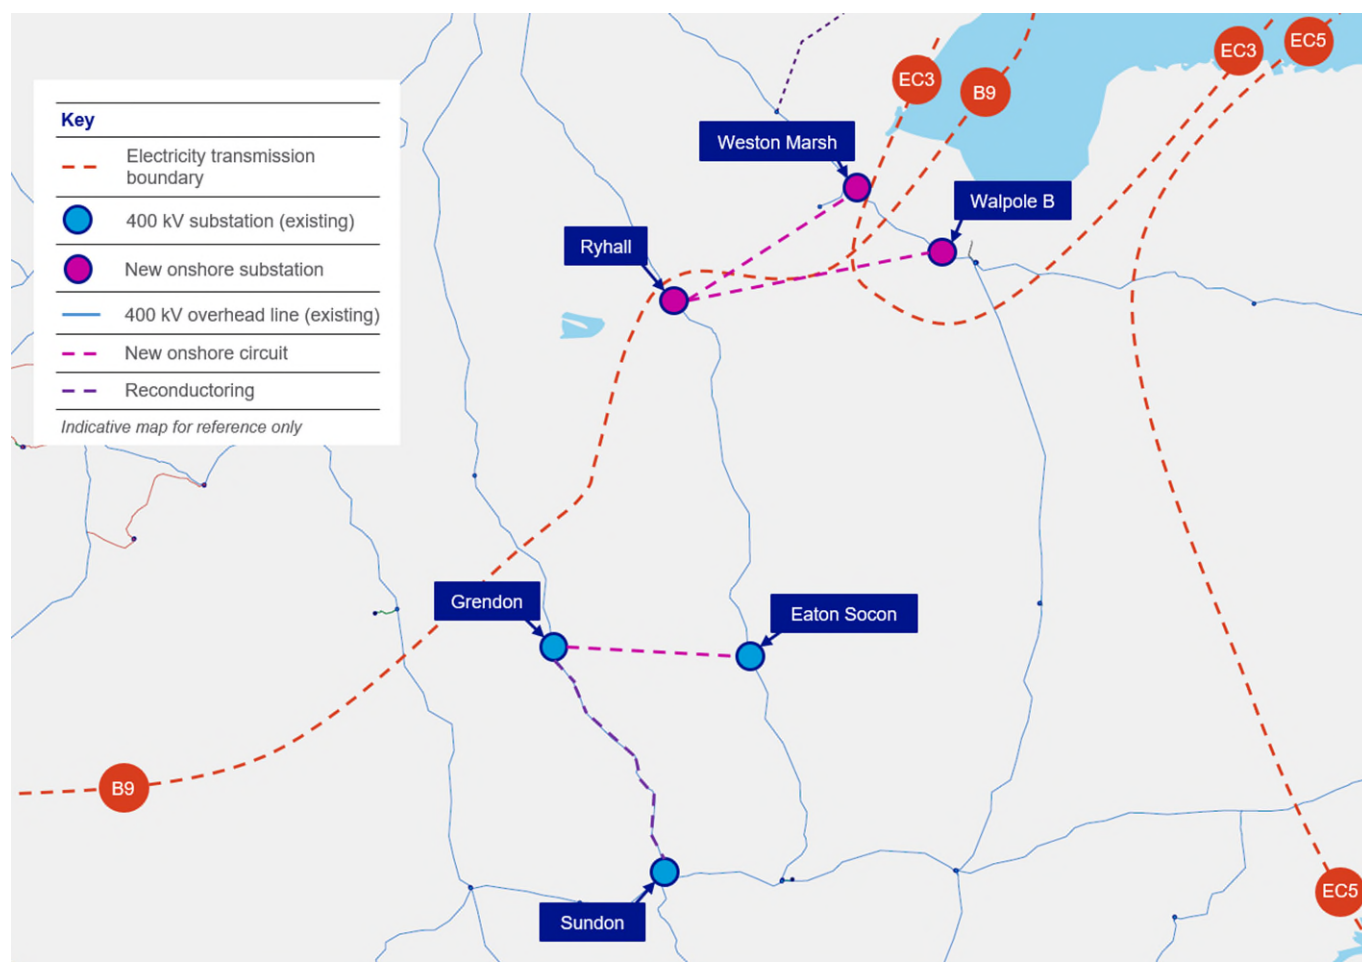 EC3
B9
EC3
EC5
Key
Electricity transmission
boundary
400 kV substation (existing)
New onshore substation
400 kV overhead line (existing)
New onshore circuit
Reconductoring
Indicative map for reference only
Weston Marsh
Walpole B
Ryhall
Grendon
Eaton Socon
B9
EC5
Sundon